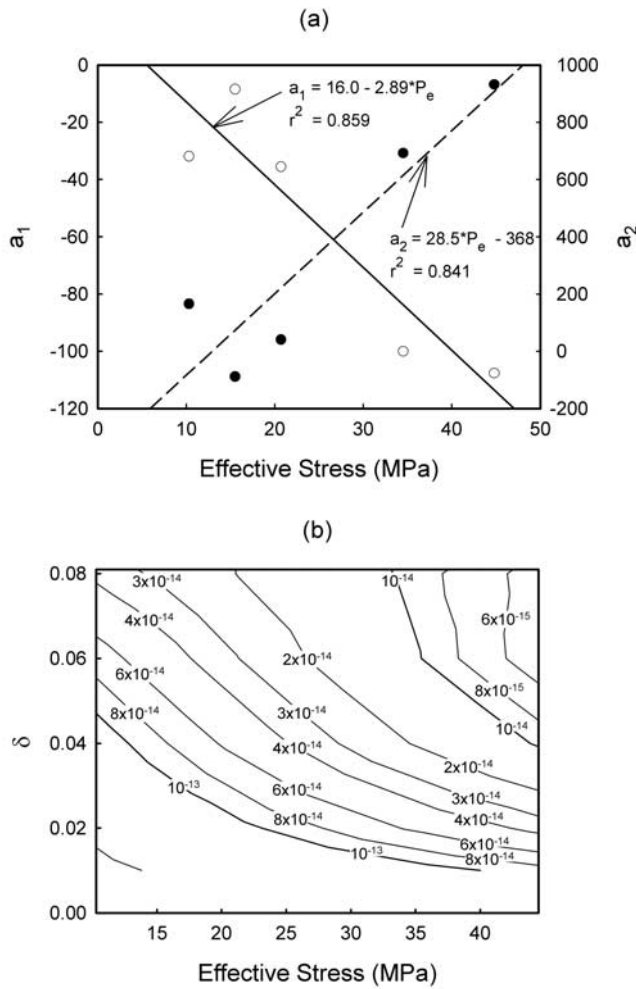 (a)
0 1000
-20 800
-40 600
-60 400
-80 200
-100 0
-120 -200
a₁ = 16.0 - 2.89*Pₑ
r² = 0.859
a₂ = 28.5*Pₑ - 368
r² = 0.841
a₁
a₂
0 10 20 30 40 50
Effective Stress (MPa)
(b)
0.08
0.06
0.04
0.02
0.00
δ
3x10⁻¹⁴
10⁻¹⁴
4x10⁻¹⁴
6x10⁻¹⁵
2x10⁻¹⁴
6x10⁻¹⁴
8x10⁻¹⁵
8x10⁻¹⁴
3x10⁻¹⁴
10⁻¹⁴
4x10⁻¹⁴
2x10⁻¹⁴
10⁻¹³
6x10⁻¹⁴
3x10⁻¹⁴
8x10⁻¹⁴
4x10⁻¹⁴
10⁻¹³
6x10⁻¹⁴
8x10⁻¹⁴
15 20 25 30 35 40
Effective Stress (MPa)